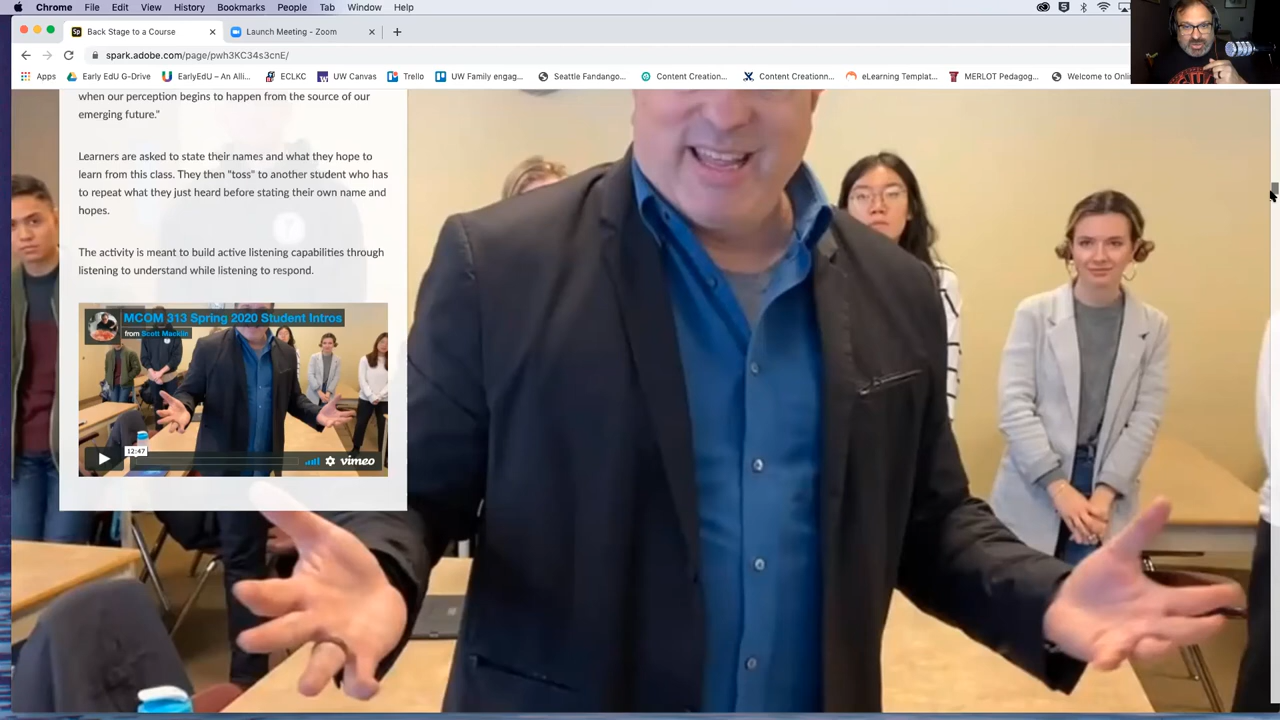 Chrome File Edit View History Bookmarks People Tab Window Help
Back Stage to a Course
Launch Meeting - Zoom
spark.adobe.com/page/pwh3KC34s3cnE/
Apps Early EdU G-Drive EarlyEdU – An Alli... ECLKC UW Canvas Trello UW Family engag... Seattle Fandango... Content Creation... Content Creationn... eLearning Templat... MERLOT Pedagog... Welcome to Onl
when our perception begins to happen from the source of our
emerging future."
Learners are asked to state their names and what they hope to
learn from this class. They then "toss" to another student who has
to repeat what they just heard before stating their own name and
hopes.
The activity is meant to build active listening capabilities through
listening to understand while listening to respond.
MCOM 313 Spring 2020 Student Intros
from Scott Macklin
12:47
vimeo